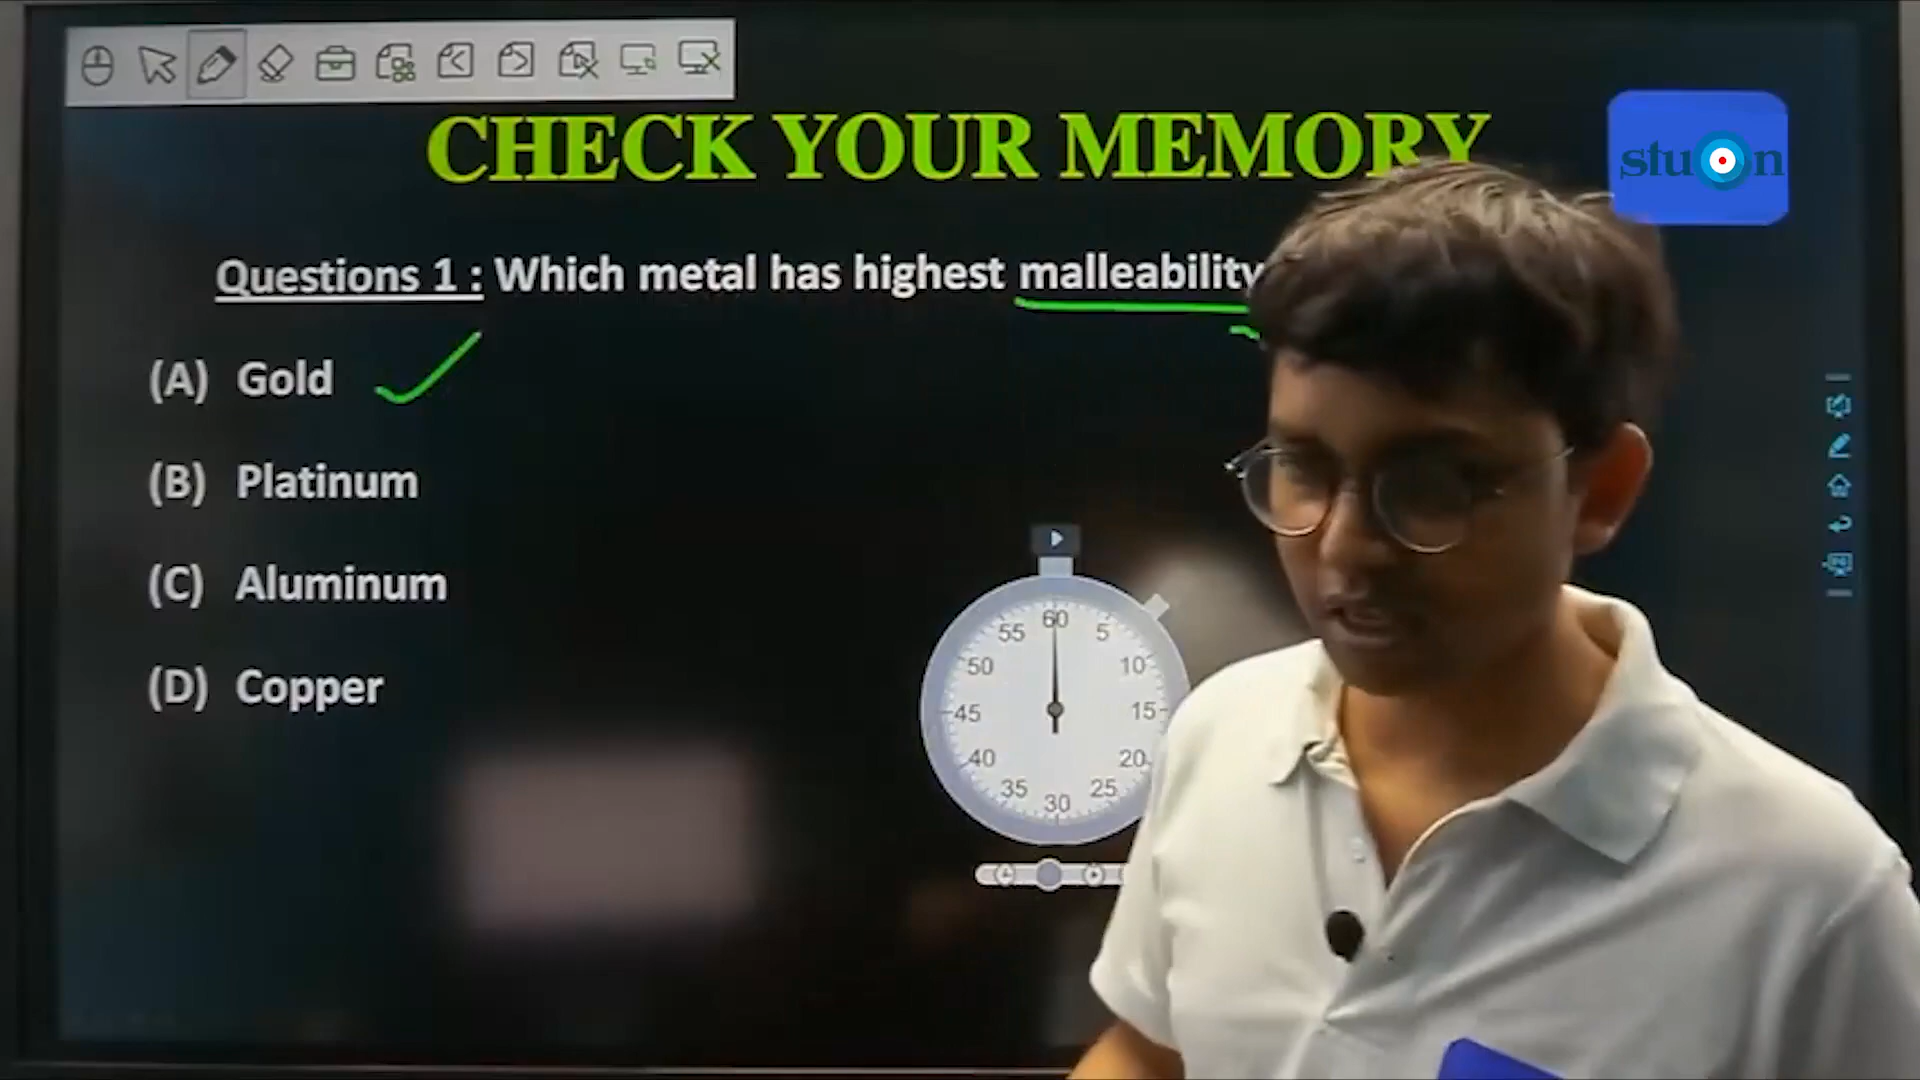 CHECK YOUR MEMORY
stuOn
Questions 1 : Which metal has highest malleability
(A) Gold
(B) Platinum
(C) Aluminum
(D) Copper
60
55 5
50 10
45 15
40 20
35 25
30